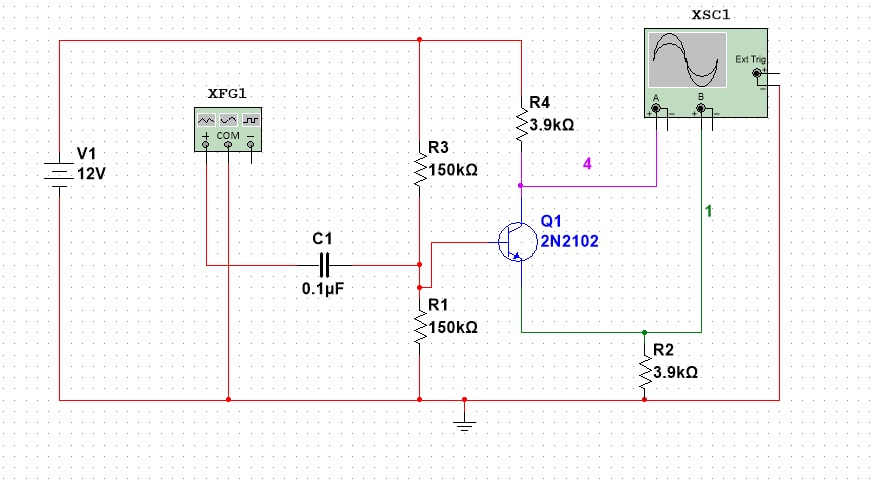 XSC1
Ext Trig
+
−
A
B
+ − + −
XFG1
+ COM −
R4
3.9kΩ
V1
12V
R3
150kΩ
4
1
Q1
2N2102
C1
0.1µF
R1
150kΩ
R2
3.9kΩ